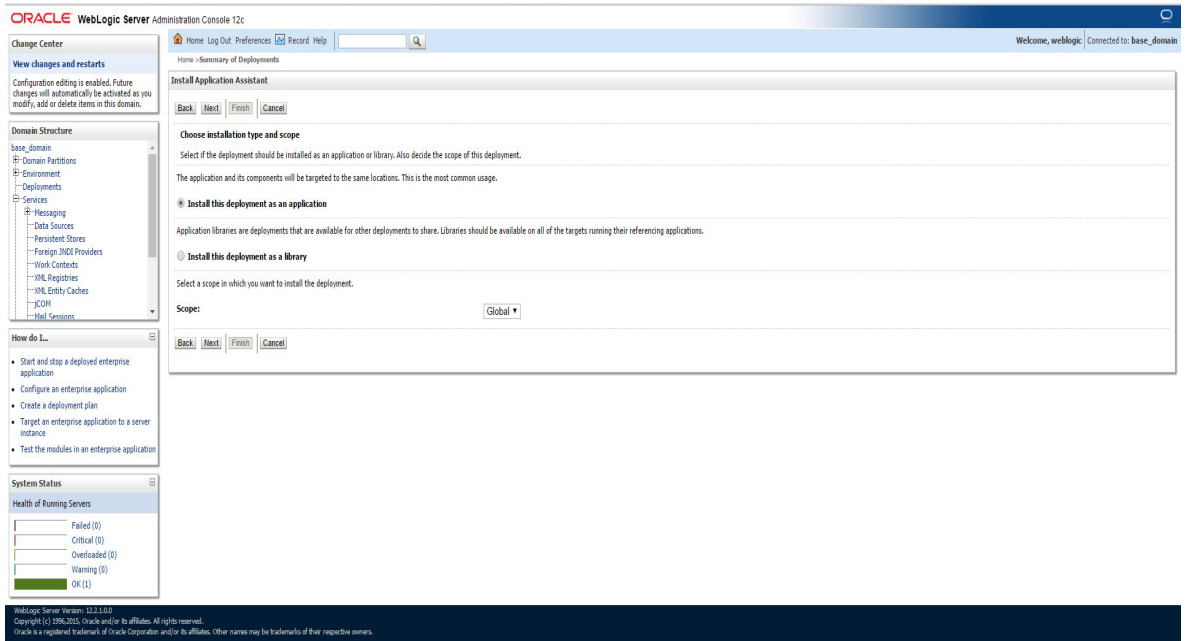 ORACLE WebLogic Server Administration Console 12c
Change Center
View changes and restarts
Configuration editing is enabled. Future
changes will automatically be activated as you
modify, add or delete items in this domain.
Domain Structure
base_domain
Domain Partitions
Environment
Deployments
Services
Messaging
Data Sources
Persistent Stores
Foreign JNDI Providers
Work Contexts
XML Registries
XML Entity Caches
jCOM
Mail Sessions
How do I...
Start and stop a deployed enterprise
application
Configure an enterprise application
Create a deployment plan
Target an enterprise application to a server
instance
Test the modules in an enterprise application
System Status
Health of Running Servers
Failed (0)
Critical (0)
Overloaded (0)
Warning (0)
OK (1)
Home Log Out Preferences Record Help
Welcome, weblogic Connected to: base_domain
Home >Summary of Deployments
Install Application Assistant
Back Next Finish Cancel
Choose installation type and scope
Select if the deployment should be installed as an application or library. Also decide the scope of this deployment.
The application and its components will be targeted to the same locations. This is the most common usage.
Install this deployment as an application
Application libraries are deployments that are available for other deployments to share. Libraries should be available on all of the targets running their referencing applications.
Install this deployment as a library
Select a scope in which you want to install the deployment.
Scope: Global
Back Next Finish Cancel
WebLogic Server Version: 12.2.1.0.0
Copyright (c) 1996,2015, Oracle and/or its affiliates. All rights reserved.
Oracle is a registered trademark of Oracle Corporation and/or its affiliates. Other names may be trademarks of their respective owners.